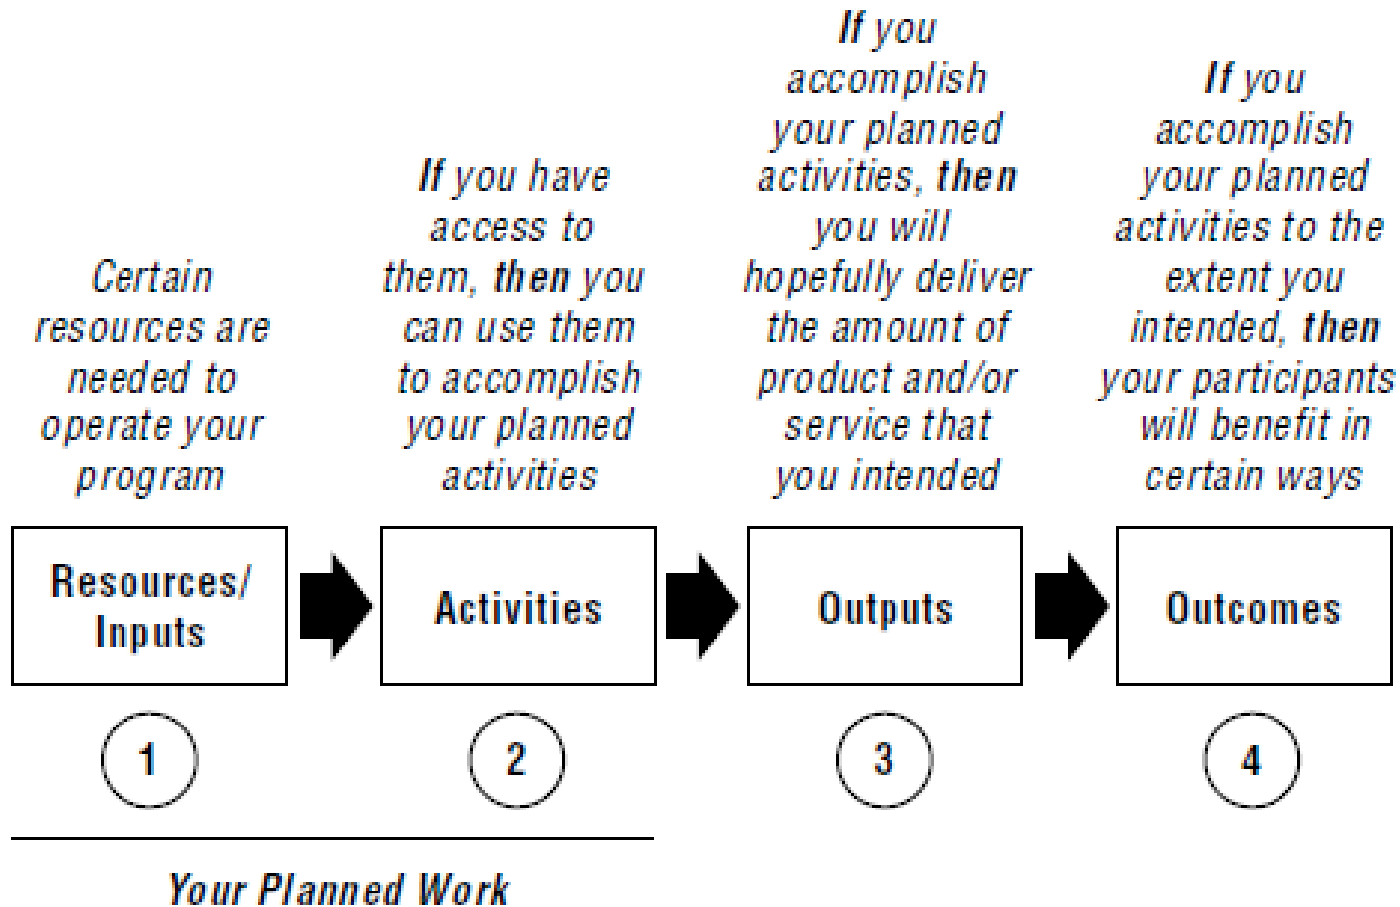 Certain
resources are
needed to
operate your
program
If you have
access to
them, then you
can use them
to accomplish
your planned
activities
If you
accomplish
your planned
activities, then
you will
hopefully deliver
the amount of
product and/or
service that
you intended
If you
accomplish
your planned
activities to the
extent you
intended, then
your participants
will benefit in
certain ways
Resources/
Inputs
Activities
Outputs
Outcomes
1
2
3
4
Your Planned Work